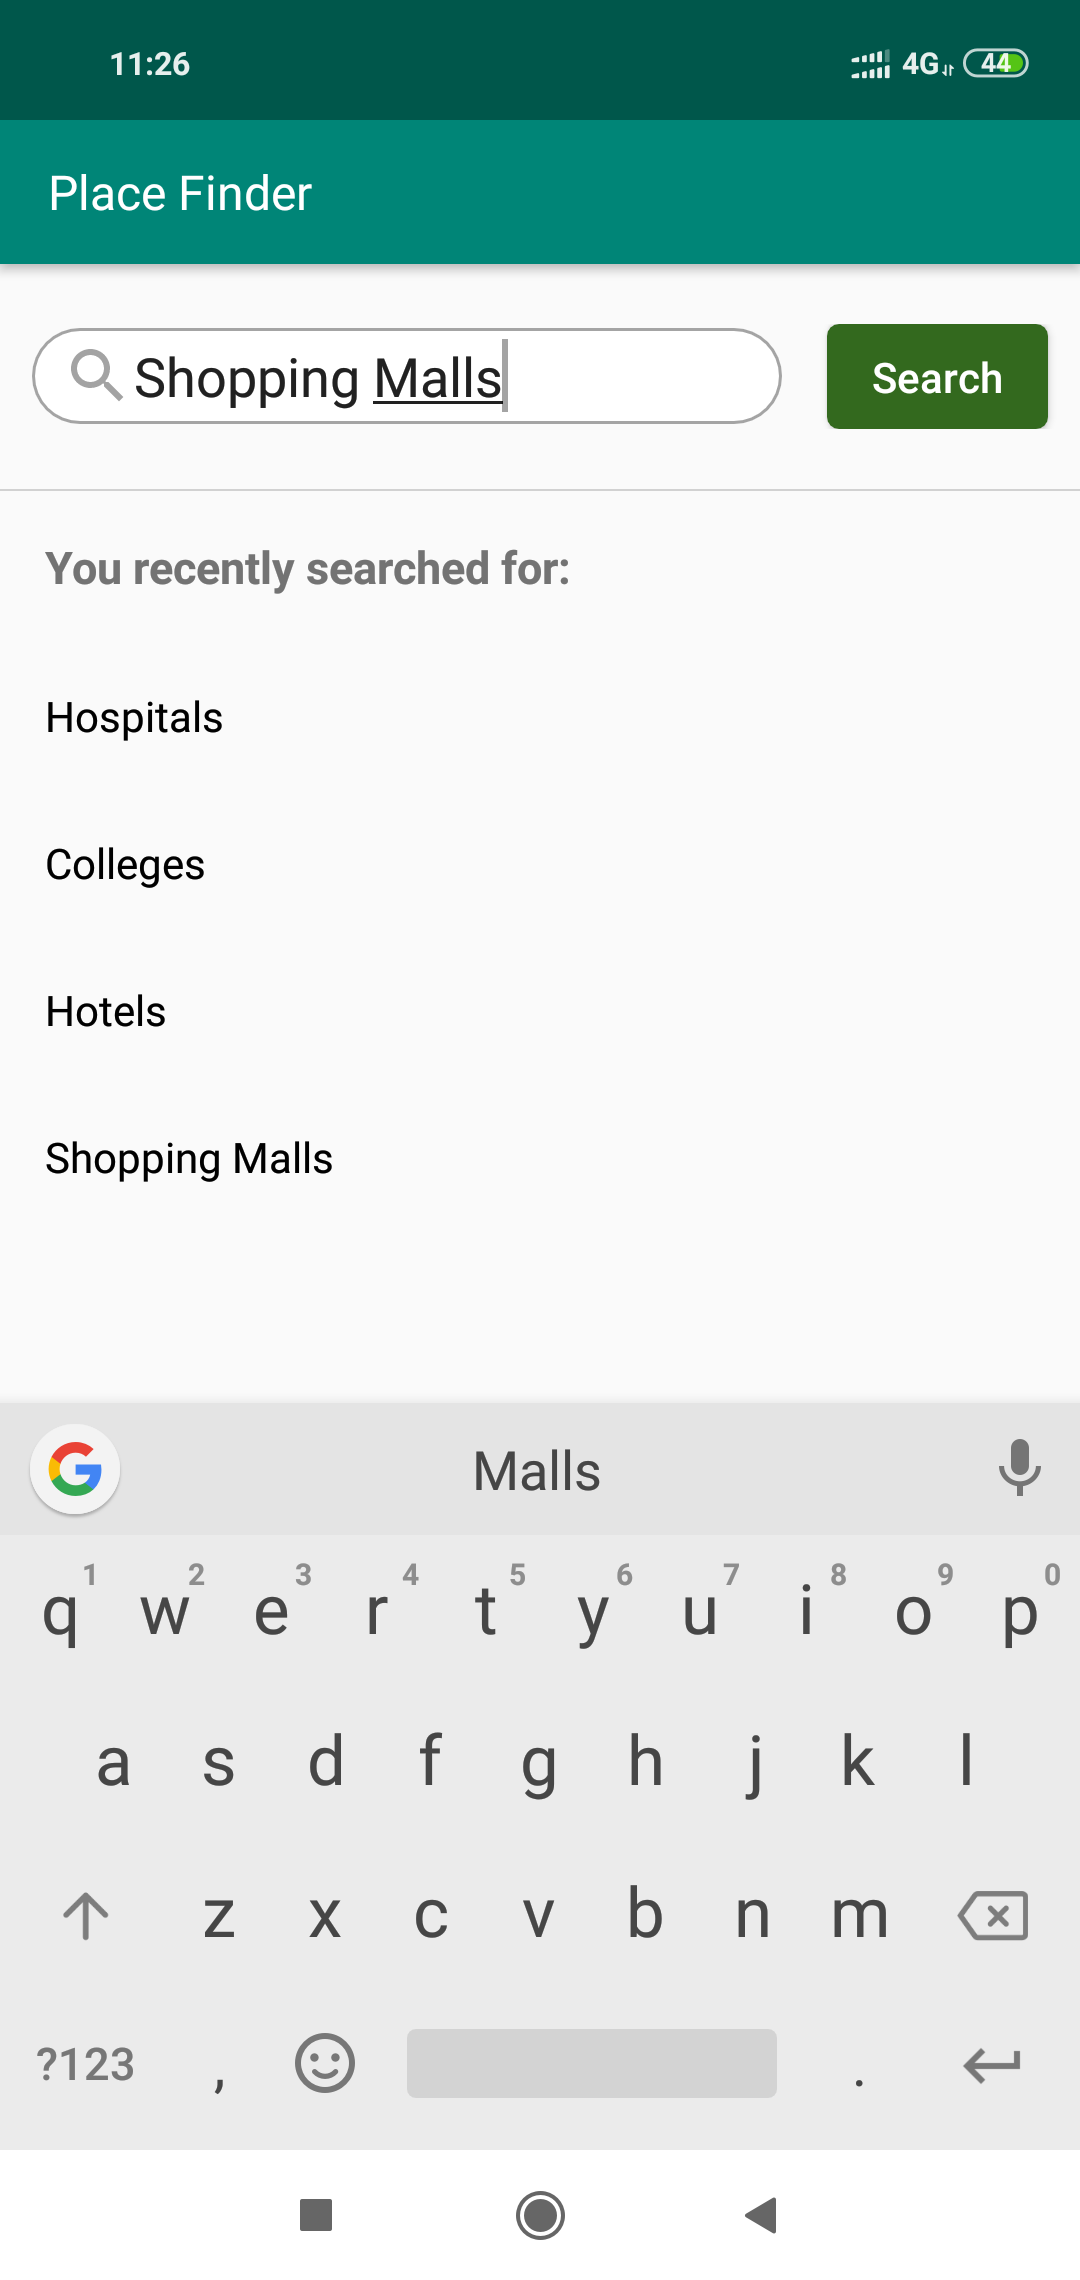 11:26 4G 44
Place Finder
Shopping Malls Search
You recently searched for:
Hospitals
Colleges
Hotels
Shopping Malls
G Malls
1 2 3 4 5 6 7 8 9 0
q w e r t y u i o p
a s d f g h j k l
z x c v b n m
?123 , .